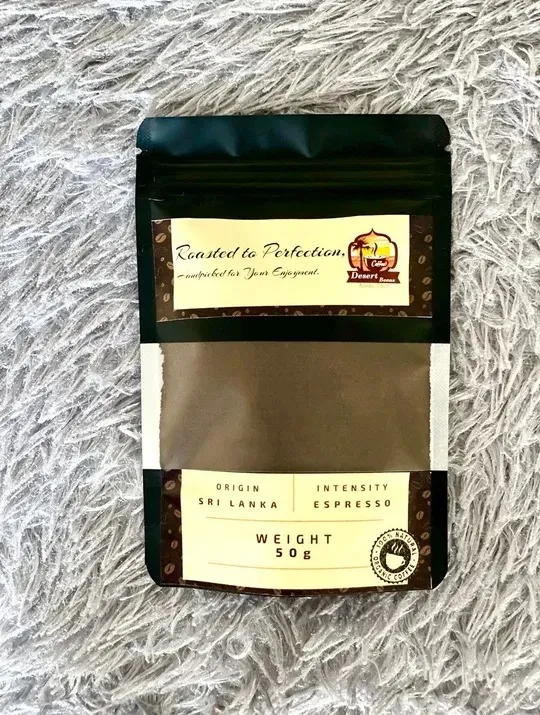 Roasted to Perfection,
-andpicked for Your Enjoyment.
Coffee
Desert
Beans
ORIGIN
SRI LANKA
INTENSITY
ESPRESSO
WEIGHT
50g
100% NATURAL
ORGANIC COFFEE